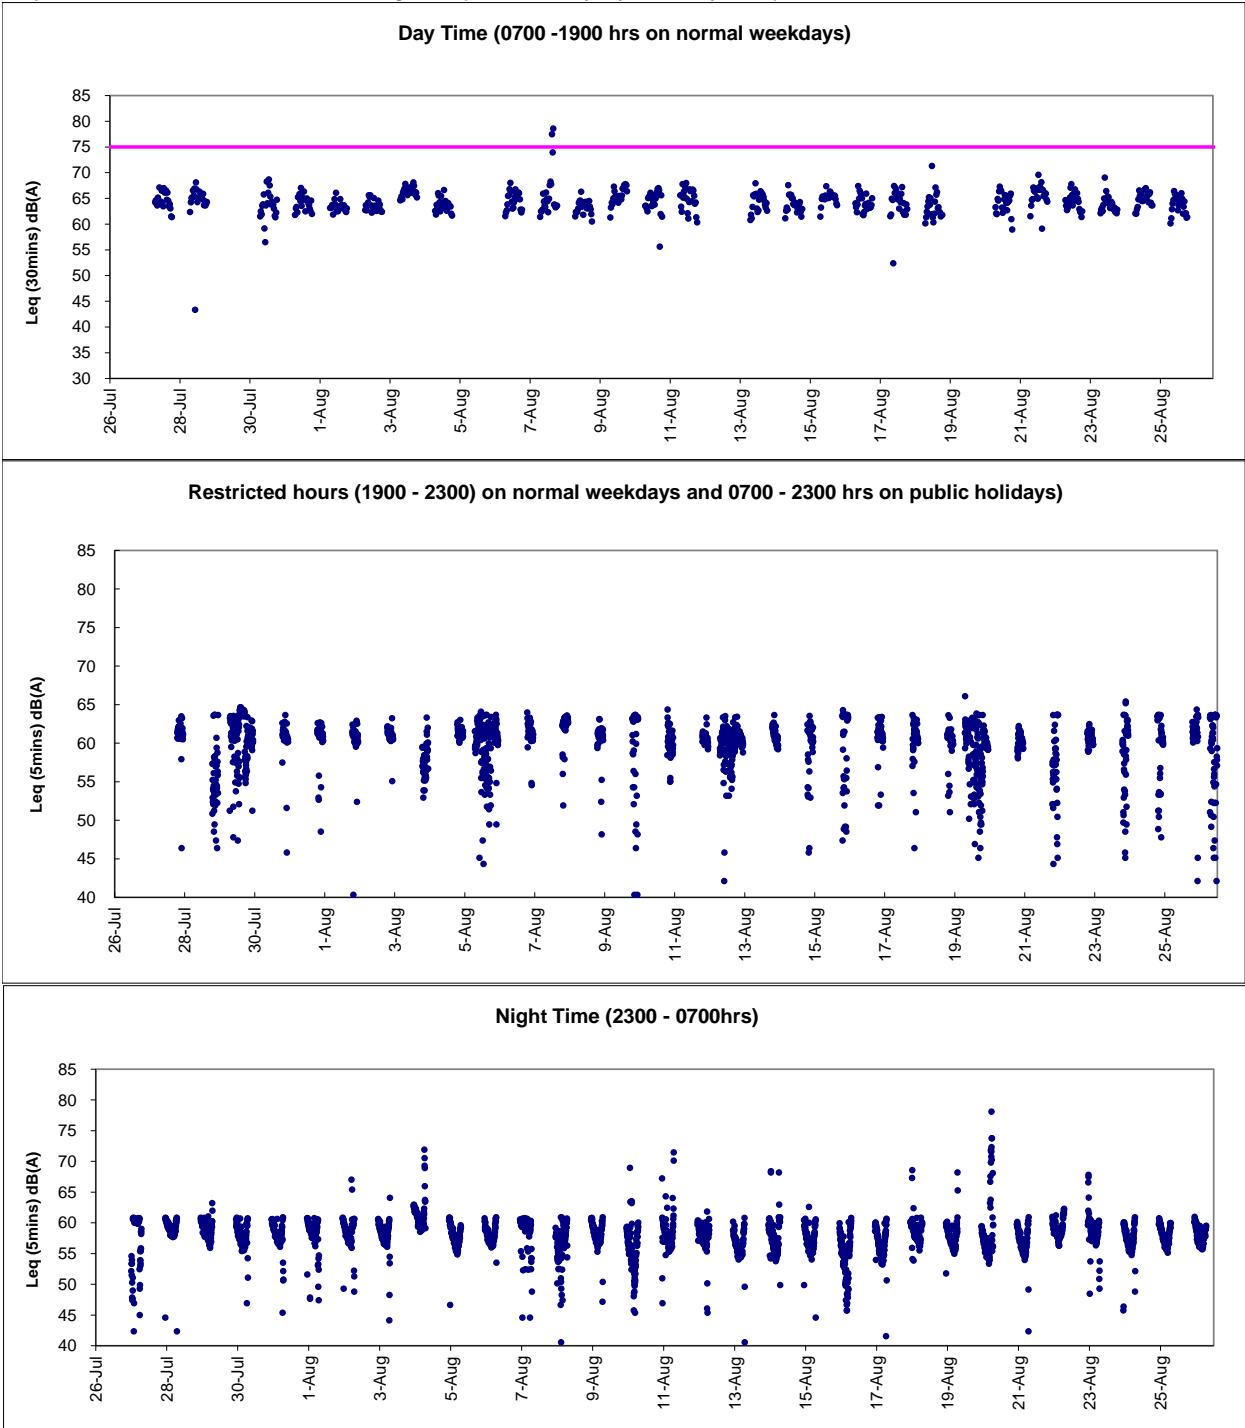 Day Time (0700 -1900 hrs on normal weekdays)
Leq (30mins) dB(A)
85
80
75
70
65
60
55
50
45
40
35
30
26-Jul
28-Jul
30-Jul
1-Aug
3-Aug
5-Aug
7-Aug
9-Aug
11-Aug
13-Aug
15-Aug
17-Aug
19-Aug
21-Aug
23-Aug
25-Aug
Restricted hours (1900 - 2300) on normal weekdays and 0700 - 2300 hrs on public holidays)
Leq (5mins) dB(A)
85
80
75
70
65
60
55
50
45
40
26-Jul
28-Jul
30-Jul
1-Aug
3-Aug
5-Aug
7-Aug
9-Aug
11-Aug
13-Aug
15-Aug
17-Aug
19-Aug
21-Aug
23-Aug
25-Aug
Night Time (2300 - 0700hrs)
Leq (5mins) dB(A)
85
80
75
70
65
60
55
50
45
40
26-Jul
28-Jul
30-Jul
1-Aug
3-Aug
5-Aug
7-Aug
9-Aug
11-Aug
13-Aug
15-Aug
17-Aug
19-Aug
21-Aug
23-Aug
25-Aug